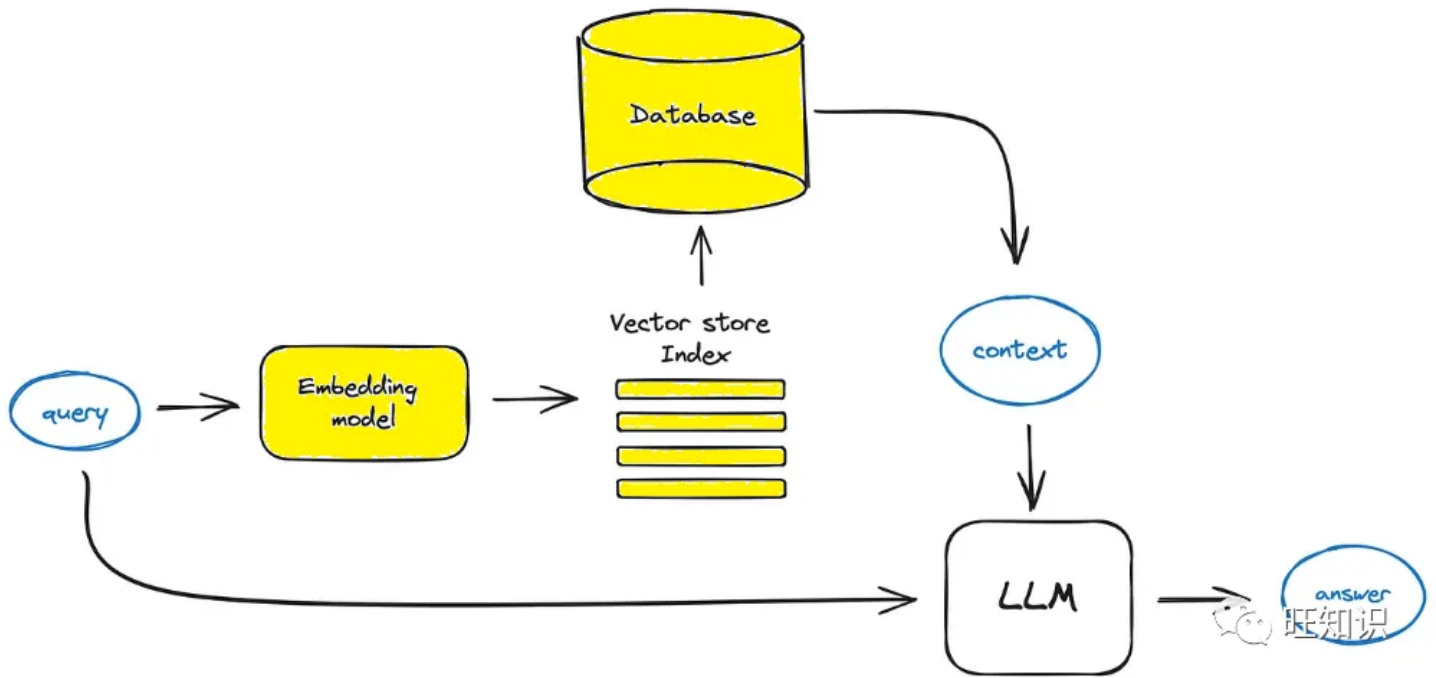 Database
Vector store
Index
context
Embedding
model
query
LLM
answer
旺知识